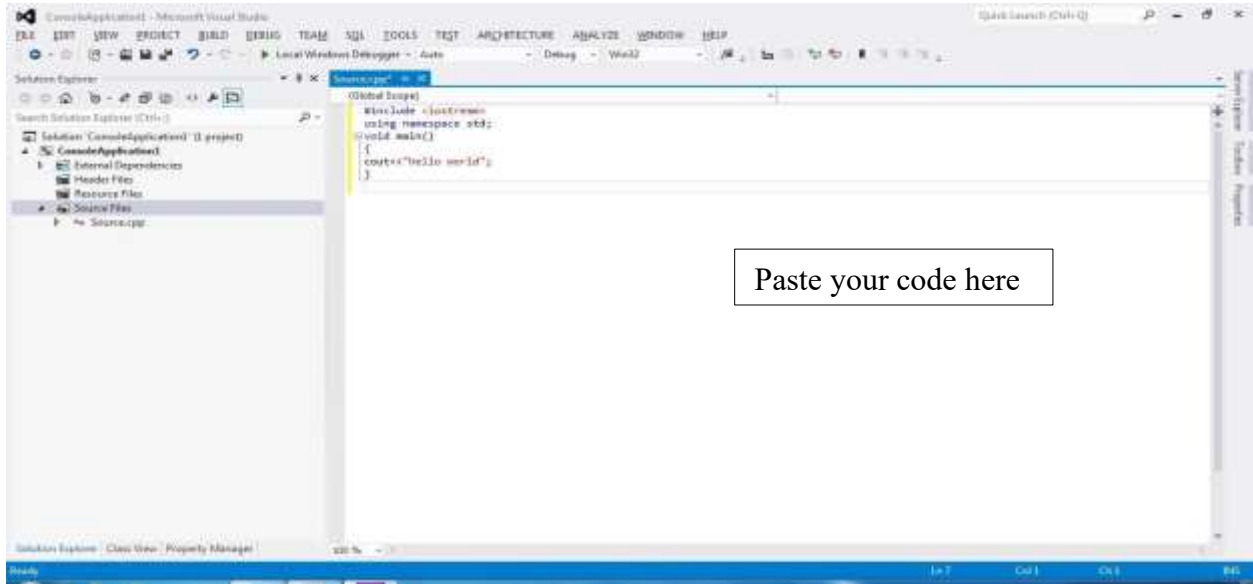 ConsoleApplication1 - Microsoft Visual Studio
Quick Launch (Ctrl+Q)
FILE EDIT VIEW PROJECT BUILD DEBUG TEAM SQL TOOLS TEST ARCHITECTURE ANALYZE WINDOW HELP
Local Windows Debugger Auto Debug Win32
Solution Explorer
Search Solution Explorer (Ctrl+;)
Solution 'ConsoleApplication1' (1 project)
ConsoleApplication1
External Dependencies
Header Files
Resource Files
Source Files
Source.cpp
Source.cpp*
(Global Scope)
#include <iostream>
using namespace std;
void main()
{
cout<<"hello world";
}
Paste your code here
Server Explorer
Toolbox
Properties
Solution Explorer Class View Property Manager
100 %
Ready
Ln 7
Col 1
Ch 1
INS